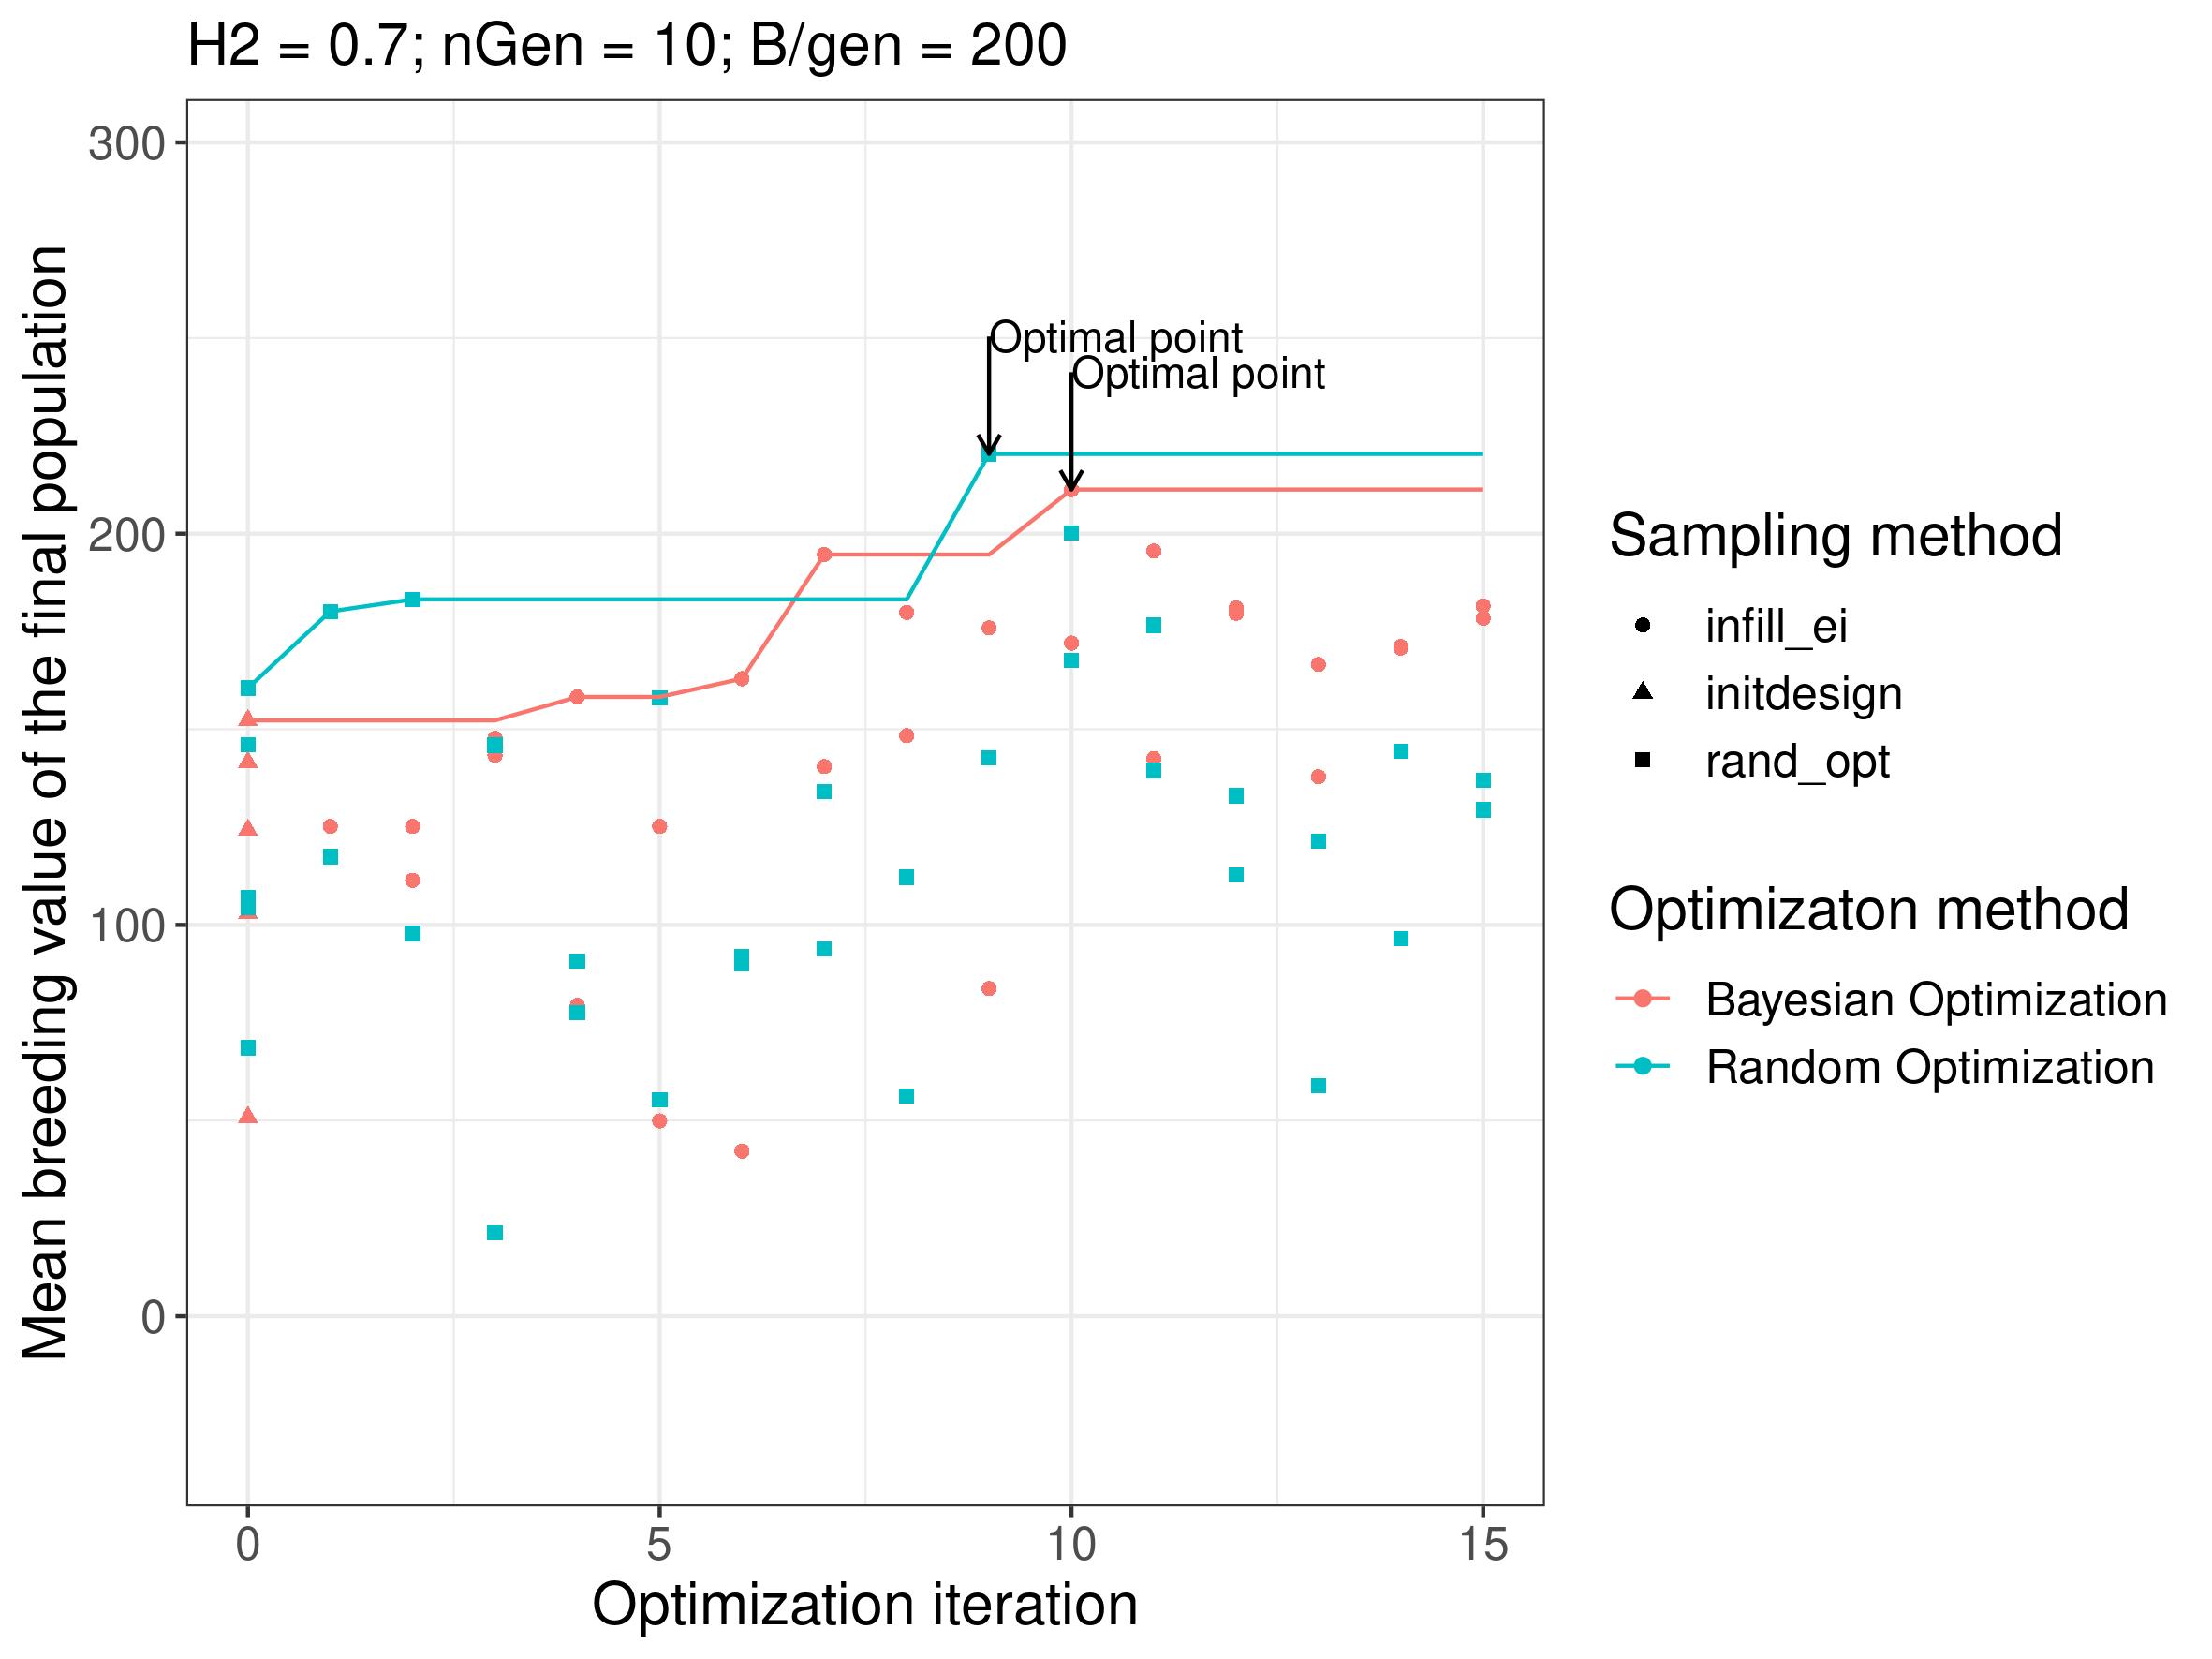 H2 = 0.7; nGen = 10; B/gen = 200
Mean breeding value of the final population
300
200
100
0
Optimal point
Optimal point
0
5
10
15
Optimization iteration
Sampling method
infill_ei
initdesign
rand_opt
Optimizaton method
Bayesian Optimization
Random Optimization